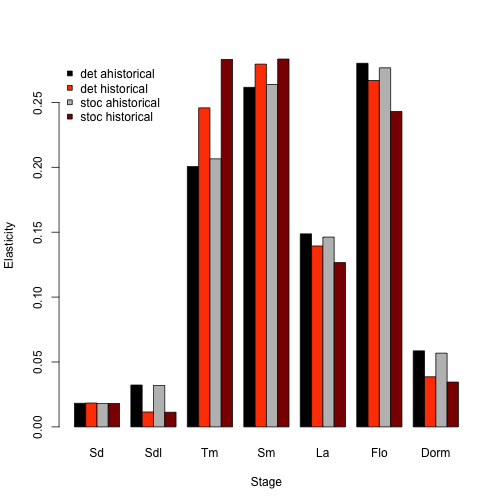 det ahistorical
det historical
stoc ahistorical
stoc historical
Elasticity
0.25
0.20
0.15
0.10
0.05
0.00
Sd Sdl Tm Sm La Flo Dorm
Stage